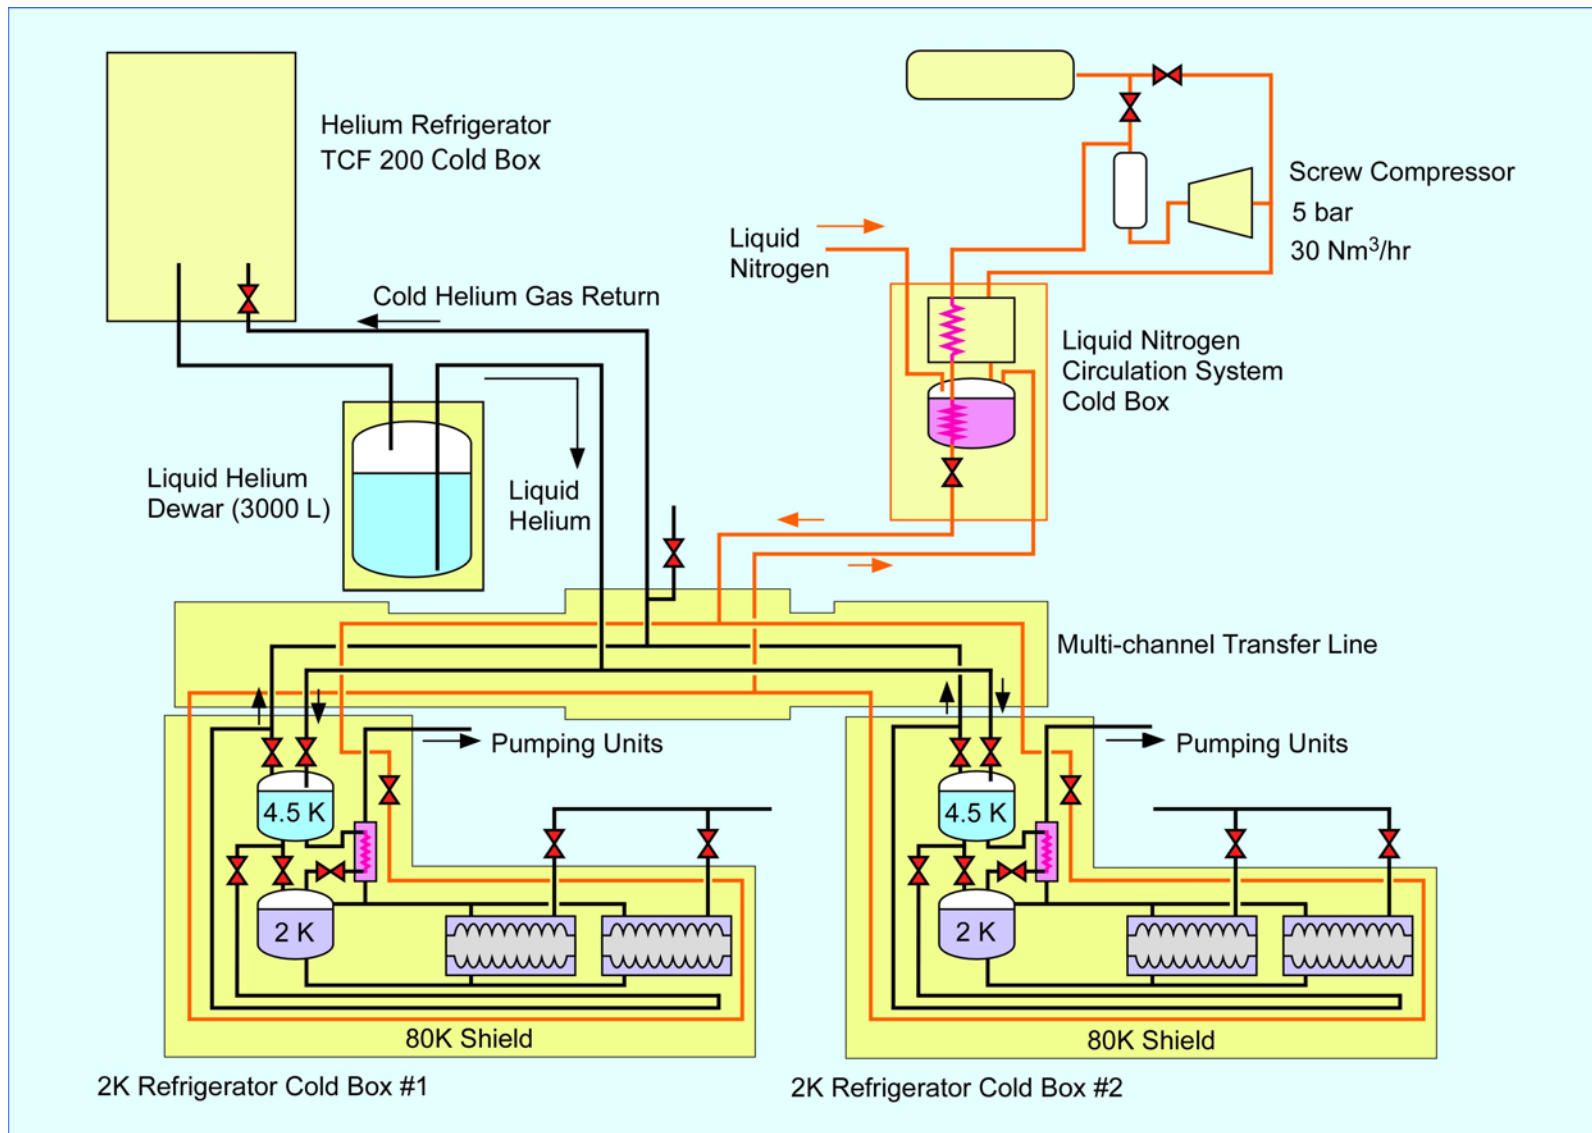 Helium Refrigerator
TCF 200 Cold Box
Screw Compressor
5 bar
30 Nm³/hr
Liquid
Nitrogen
Cold Helium Gas Return
Liquid Nitrogen
Circulation System
Cold Box
Liquid Helium
Dewar (3000 L)
Liquid
Helium
Multi-channel Transfer Line
Pumping Units
Pumping Units
4.5 K
4.5 K
2 K
2 K
80K Shield
80K Shield
2K Refrigerator Cold Box #1
2K Refrigerator Cold Box #2